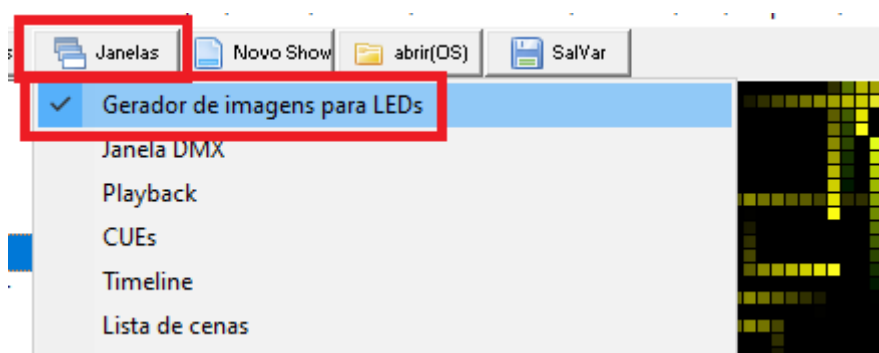 Janelas Novo Show abrir(OS) SalVar
Gerador de imagens para LEDs
Janela DMX
Playback
CUEs
Timeline
Lista de cenas